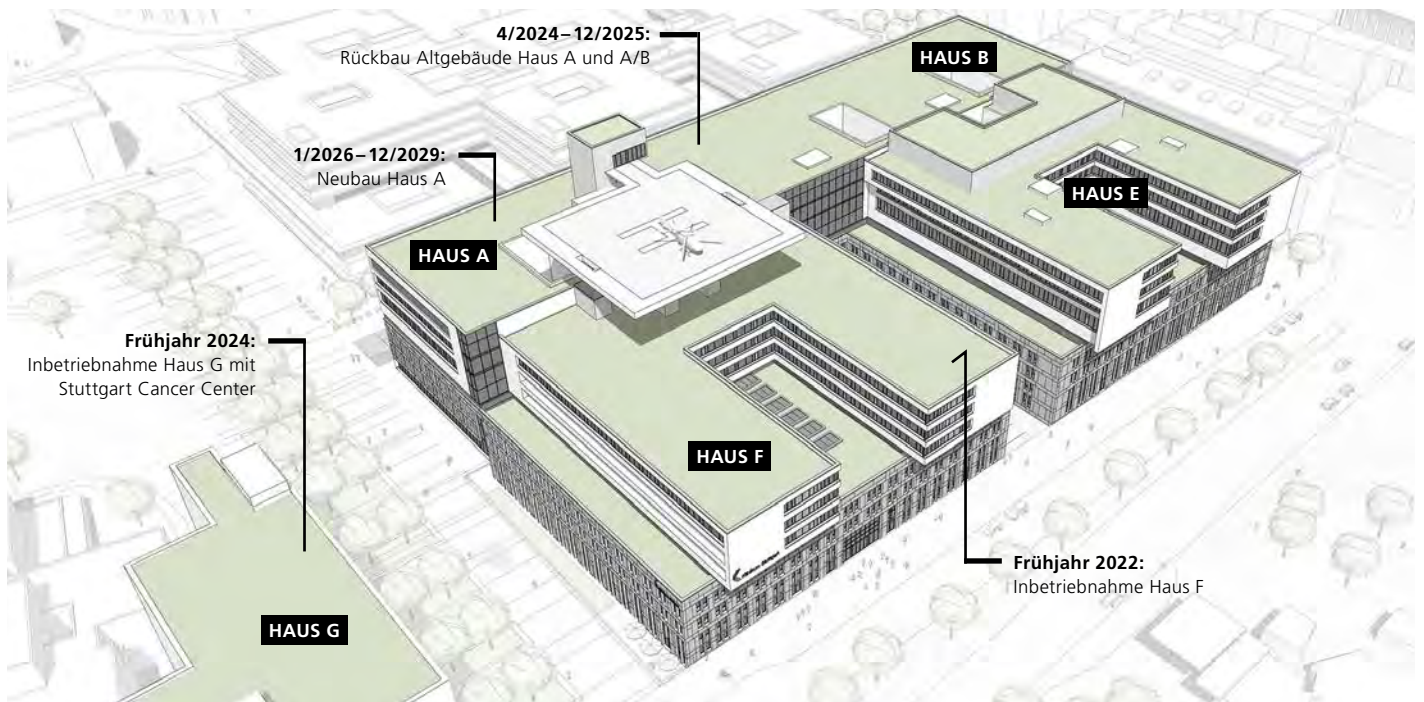 4/2024–12/2025:
Rückbau Altgebäude Haus A und A/B
HAUS B
1/2026–12/2029:
Neubau Haus A
HAUS E
HAUS A
Frühjahr 2024:
Inbetriebnahme Haus G mit
Stuttgart Cancer Center
HAUS F
Frühjahr 2022:
Inbetriebnahme Haus F
HAUS G
H